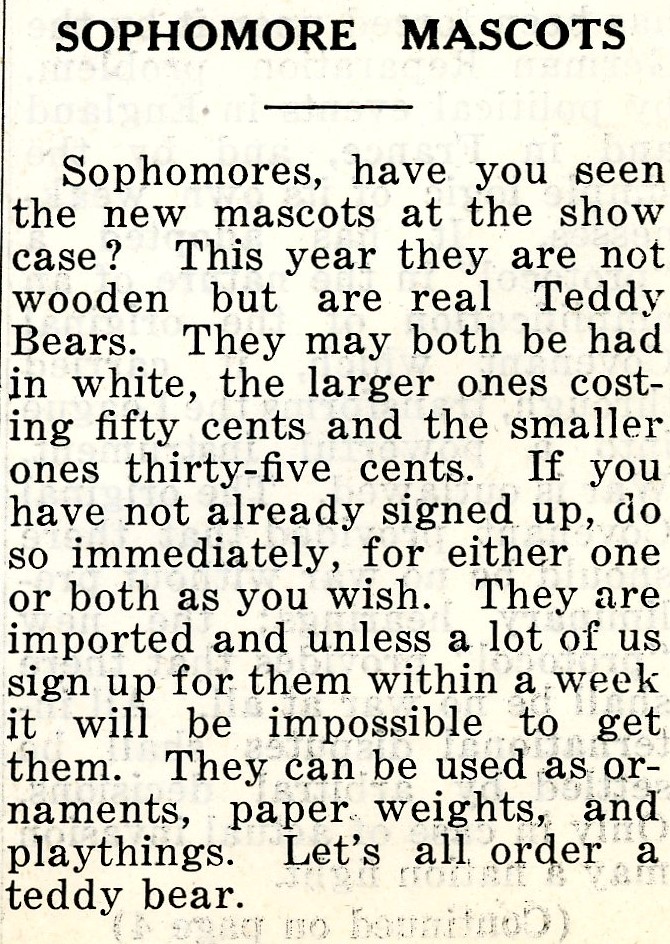 SOPHOMORE MASCOTS
Sophomores, have you seen
the new mascots at the show
case? This year they are not
wooden but are real Teddy
Bears. They may both be had
in white, the larger ones cost-
ing fifty cents and the smaller
ones thirty-five cents. If you
have not already signed up, do
so immediately, for either one
or both as you wish. They are
imported and unless a lot of us
sign up for them within a week
it will be impossible to get
them. They can be used as or-
naments, paper weights, and
playthings. Let's all order a
teddy bear.